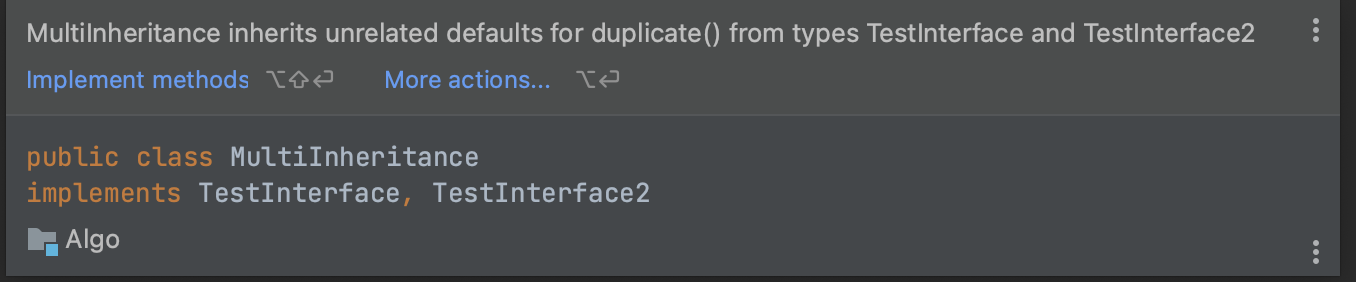 MultiInheritance inherits unrelated defaults for duplicate() from types TestInterface and TestInterface2
Implement methods ⌥⇧⏎ More actions... ⌥⏎
public class MultiInheritance
implements TestInterface, TestInterface2
Algo